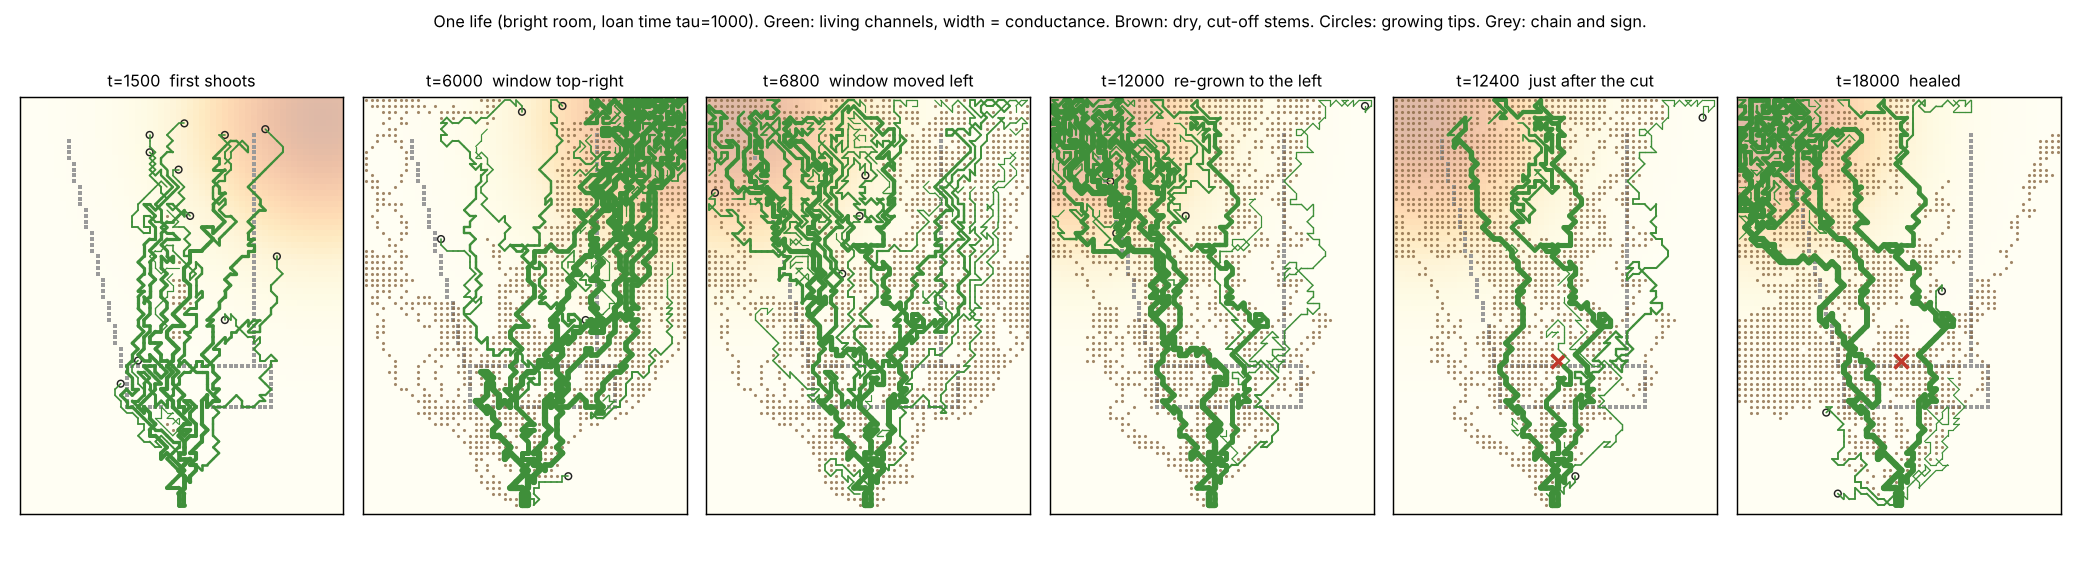 One life (bright room, loan time tau=1000). Green: living channels, width = conductance. Brown: dry, cut-off stems. Circles: growing tips. Grey: chain and sign.
t=1500  first shoots
t=6000  window top-right
t=6800  window moved left
t=12000  re-grown to the left
t=12400  just after the cut
t=18000  healed